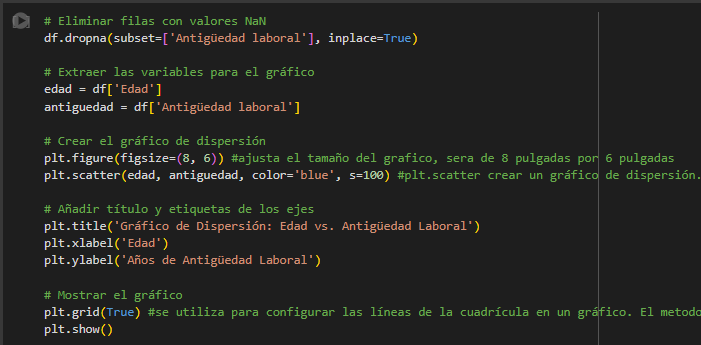 # Eliminar filas con valores NaN
df.dropna(subset=['Antigüedad laboral'], inplace=True)
# Extraer las variables para el gráfico
edad = df['Edad']
antiguedad = df['Antigüedad laboral']
# Crear el gráfico de dispersión
plt.figure(figsize=(8, 6)) #ajusta el tamaño del grafico, sera de 8 pulgadas por 6 pulgadas
plt.scatter(edad, antiguedad, color='blue', s=100) #plt.scatter crear un gráfico de dispersión.
# Añadir título y etiquetas de los ejes
plt.title('Gráfico de Dispersión: Edad vs. Antigüedad Laboral')
plt.xlabel('Edad')
plt.ylabel('Años de Antigüedad Laboral')
# Mostrar el gráfico
plt.grid(True) #se utiliza para configurar las líneas de la cuadrícula en un gráfico. El metodo
plt.show()